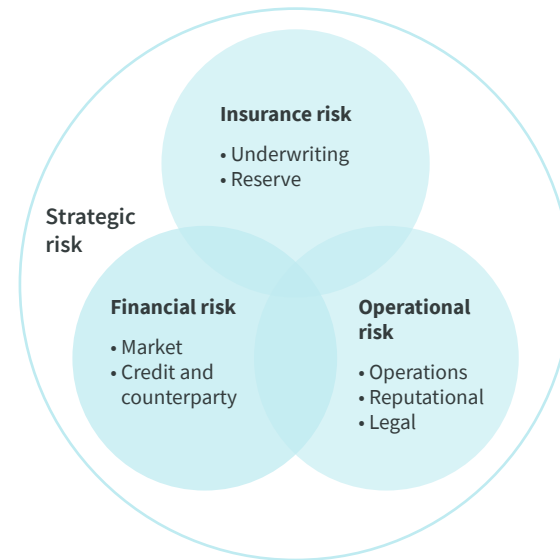 Insurance risk
• Underwriting
• Reserve
Strategic
risk
Financial risk
• Market
• Credit and
counterparty
Operational
risk
• Operations
• Reputational
• Legal